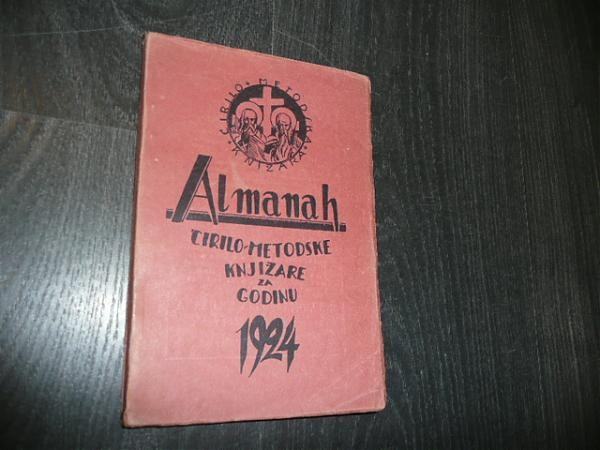 ĆIRILO · METODSKA · KNJIŽARA
Almanah
ĆIRILO-METODSKE
KNJIŽARE
ZA
GODINU
1924